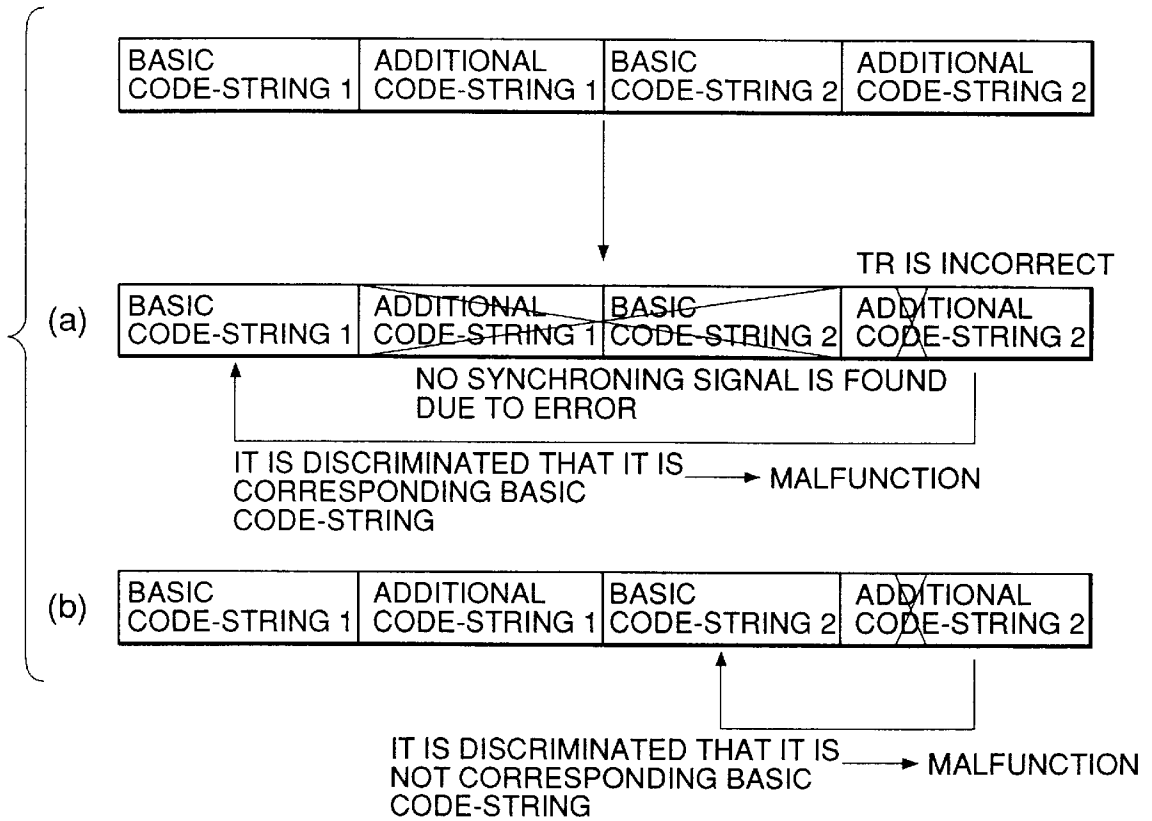 BASIC
CODE-STRING 1
ADDITIONAL
CODE-STRING 1
BASIC
CODE-STRING 2
ADDITIONAL
CODE-STRING 2
TR IS INCORRECT
(a)
BASIC
CODE-STRING 1
ADDITIONAL
CODE-STRING 1
BASIC
CODE-STRING 2
ADDITIONAL
CODE-STRING 2
NO SYNCHRONING SIGNAL IS FOUND
DUE TO ERROR
IT IS DISCRIMINATED THAT IT IS
CORRESPONDING BASIC
CODE-STRING
MALFUNCTION
(b)
BASIC
CODE-STRING 1
ADDITIONAL
CODE-STRING 1
BASIC
CODE-STRING 2
ADDITIONAL
CODE-STRING 2
IT IS DISCRIMINATED THAT IT IS
NOT CORRESPONDING BASIC
CODE-STRING
MALFUNCTION